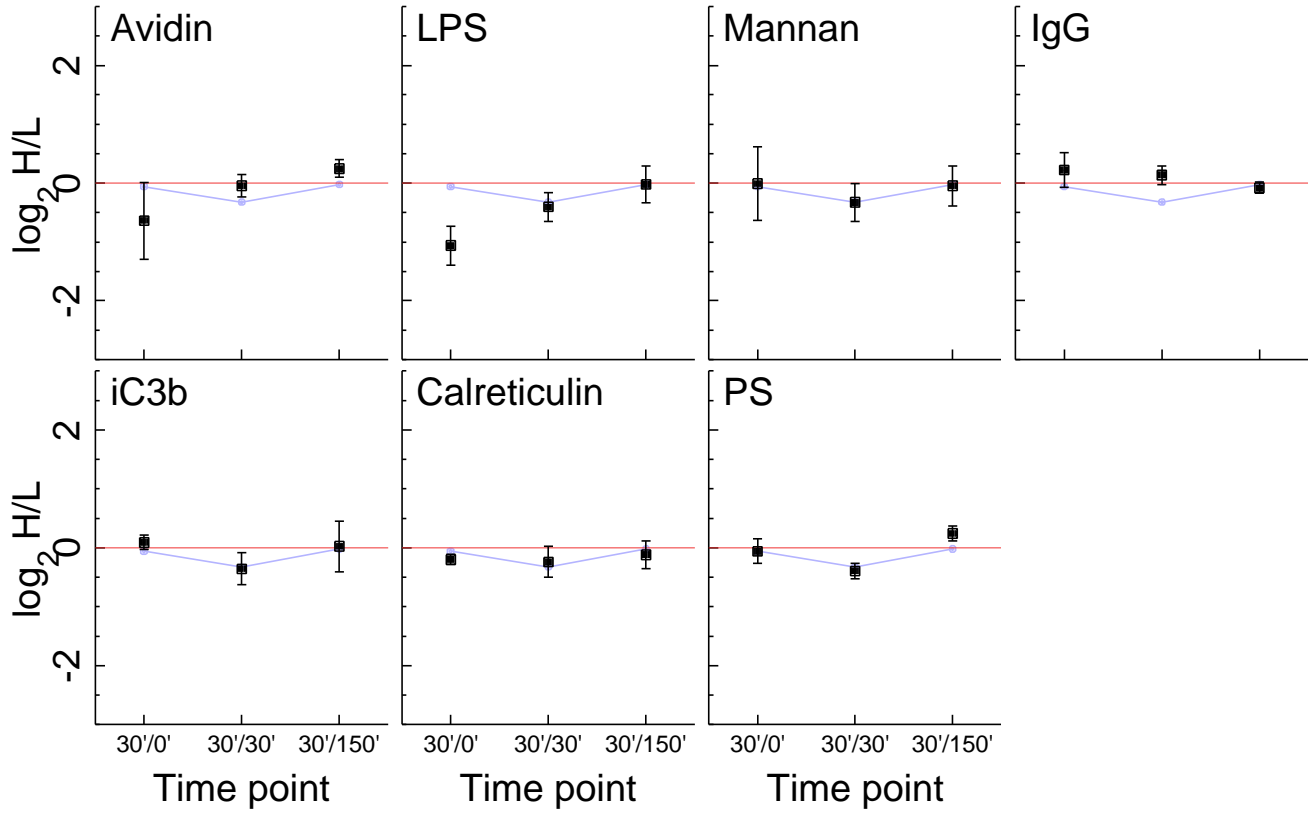 Avidin LPS Mannan IgG
2
0
-2
log2 H/L
iC3b Calreticulin PS
2
0
-2
log2 H/L
30'/0' 30'/30' 30'/150' 30'/0' 30'/30' 30'/150' 30'/0' 30'/30' 30'/150'
Time point Time point Time point